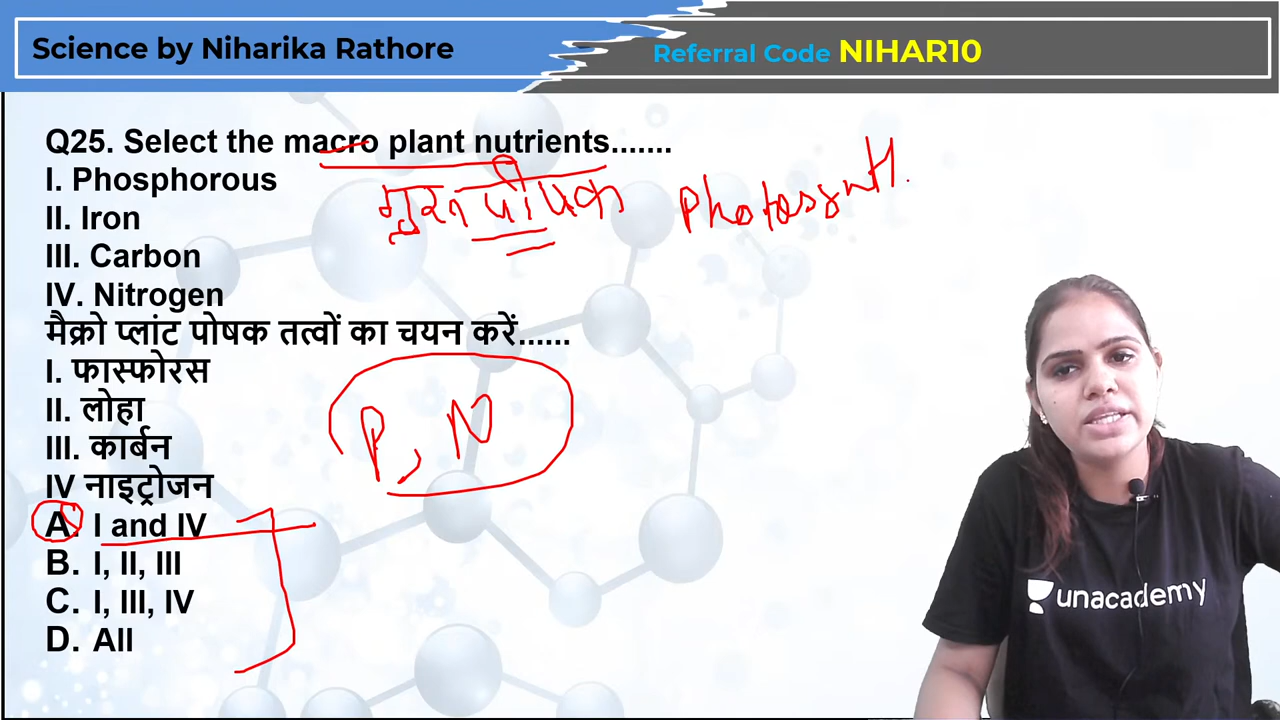 Science by Niharika Rathore
Referral Code NIHAR10
Q25. Select the macro plant nutrients.......
I. Phosphorous
II. Iron
III. Carbon
IV. Nitrogen
मैक्रो प्लांट पोषक तत्वों का चयन करें......
I. फास्फोरस
II. लोहा
III. कार्बन
IV नाइट्रोजन
A. I and IV
B. I, II, III
C. I, III, IV
D. All
P, N
unacademy